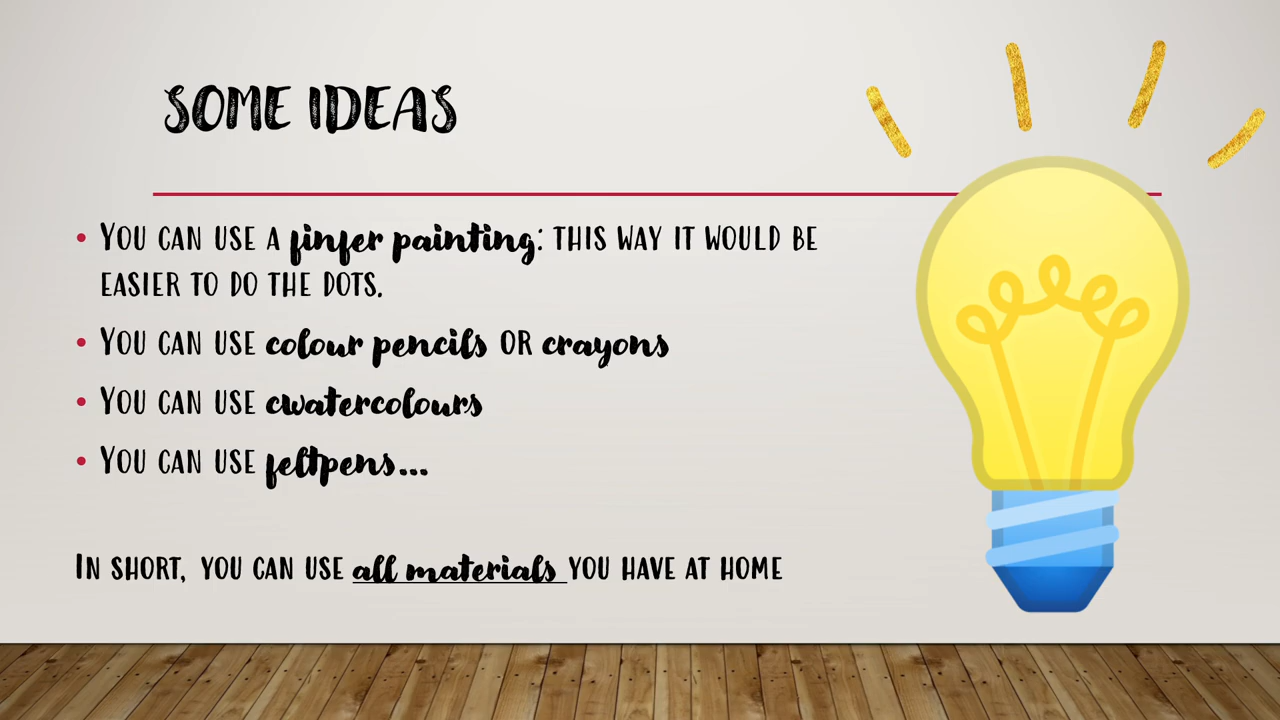 SOME IDEAS
• YOU CAN USE A finfer painting: THIS WAY IT WOULD BE
EASIER TO DO THE DOTS.
• YOU CAN USE colour pencils OR crayons
• YOU CAN USE cwatercolours
• YOU CAN USE feltpens...
IN SHORT, YOU CAN USE all materials YOU HAVE AT HOME